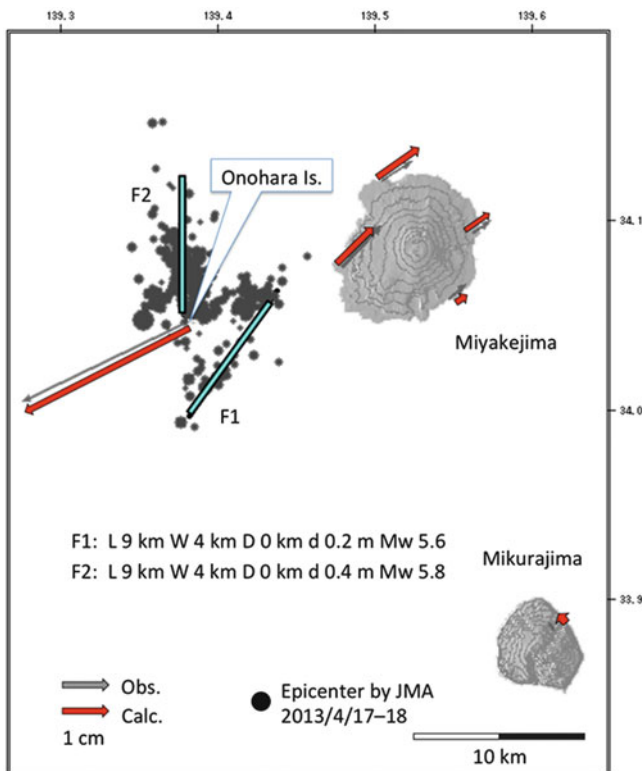 139.3 139.4 139.5 139.6
Onohara Is.
F2
34.1
Miyakejima
34.0
F1
F1: L 9 km W 4 km D 0 km d 0.2 m Mw 5.6
F2: L 9 km W 4 km D 0 km d 0.4 m Mw 5.8
Mikurajima
33.9
Obs.
Calc.
1 cm
Epicenter by JMA
2013/4/17–18
10 km